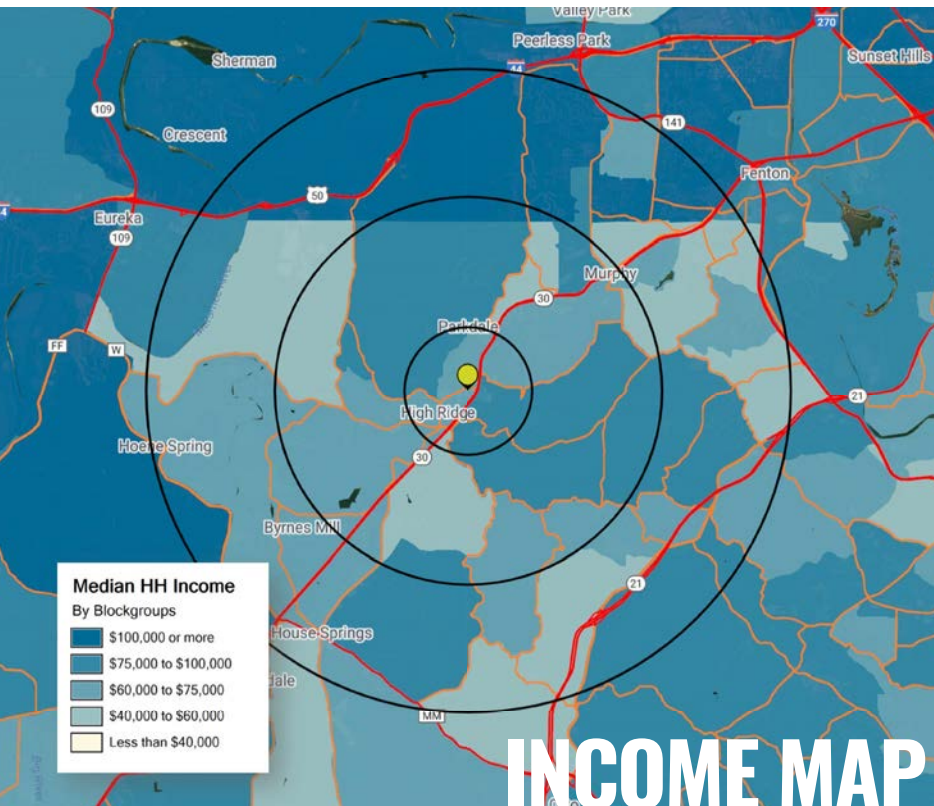 Valley Park
270
Peerless Park
Sunset Hills
Sherman
44
109
141
Crescent
Fenton
50
4
Eureka
109
Murphy
30
Parkdale
FF
W
21
High Ridge
Hoene Spring
30
Byrnes Mill
21
Median HH Income
By Blockgroups
$100,000 or more
$75,000 to $100,000
$60,000 to $75,000
$40,000 to $60,000
Less than $40,000
House Springs
dale
MM
INCOME MAP
L